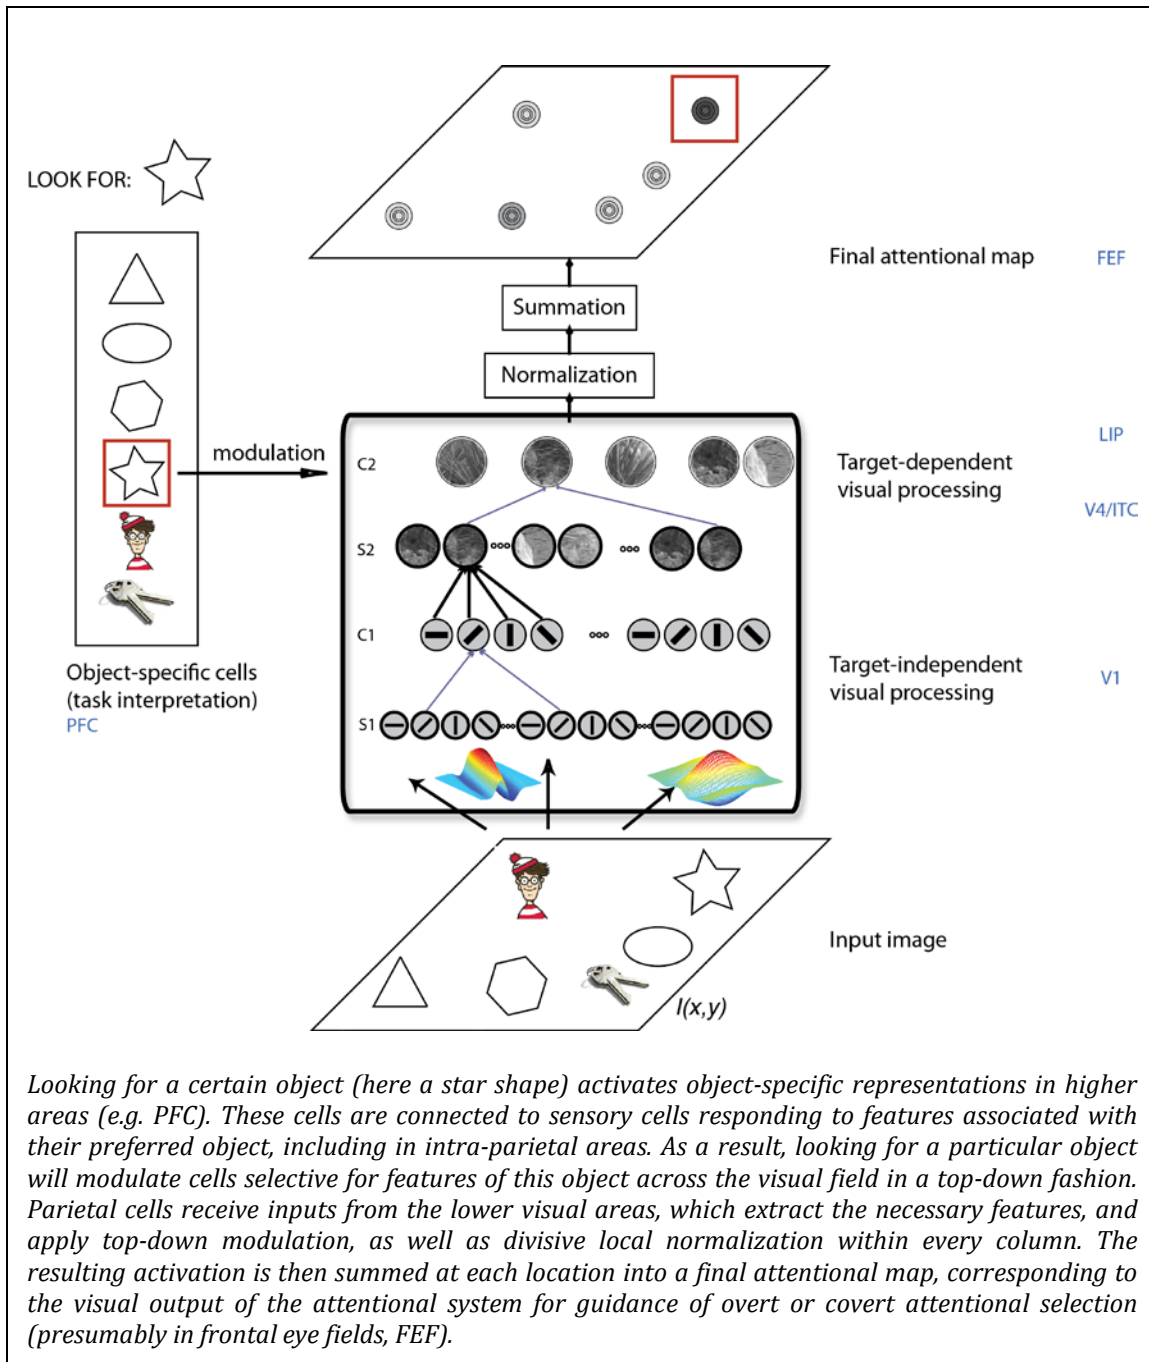 LOOK FOR:
Final attentional map
FEF
Summation
Normalization
modulation
C2
LIP
Target-dependent
visual processing
V4/ITC
S2
C1
Object-specific cells
(task interpretation)
PFC
Target-independent
visual processing
V1
S1
Input image
I(x,y)
Looking for a certain object (here a star shape) activates object-specific representations in higher
areas (e.g. PFC). These cells are connected to sensory cells responding to features associated with
their preferred object, including in intra-parietal areas. As a result, looking for a particular object
will modulate cells selective for features of this object across the visual field in a top-down fashion.
Parietal cells receive inputs from the lower visual areas, which extract the necessary features, and
apply top-down modulation, as well as divisive local normalization within every column. The
resulting activation is then summed at each location into a final attentional map, corresponding to
the visual output of the attentional system for guidance of overt or covert attentional selection
(presumably in frontal eye fields, FEF).